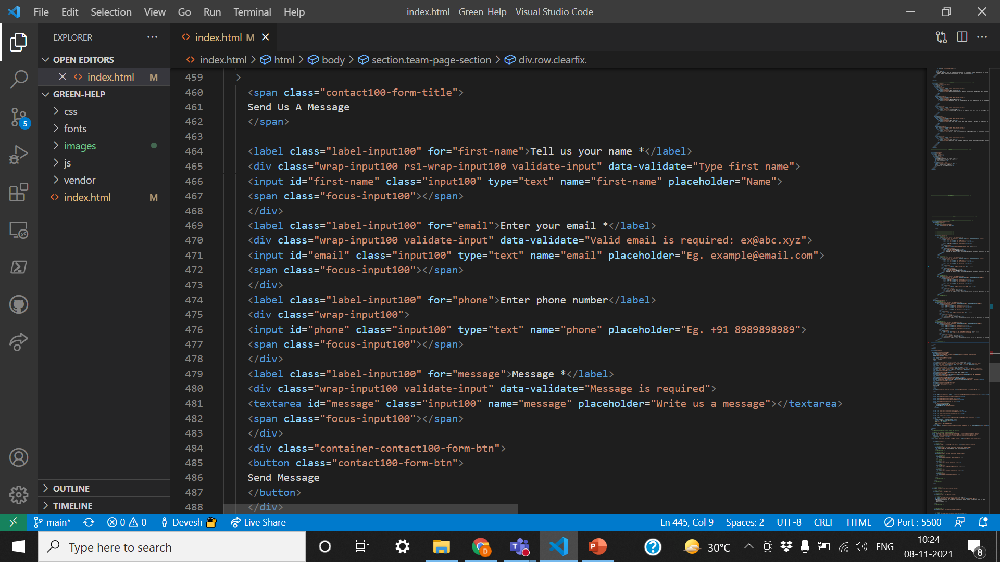 File Edit Selection View Go Run Terminal Help
index.html - Green-Help - Visual Studio Code
EXPLORER
OPEN EDITORS
index.html M
GREEN-HELP
css
fonts
images
js
vendor
index.html M
OUTLINE
TIMELINE
5
index.html M
index.html > html > body > section.team-page-section > div.row.clearfix.
459 >
460 <span class="contact100-form-title">
461 Send Us A Message
462 </span>
463
464 <label class="label-input100" for="first-name">Tell us your name *</label>
465 <div class="wrap-input100 rs1-wrap-input100 validate-input" data-validate="Type first name">
466 <input id="first-name" class="input100" type="text" name="first-name" placeholder="Name">
467 <span class="focus-input100"></span>
468 </div>
469 <label class="label-input100" for="email">Enter your email *</label>
470 <div class="wrap-input100 validate-input" data-validate="Valid email is required: ex@abc.xyz">
471 <input id="email" class="input100" type="text" name="email" placeholder="Eg. example@email.com">
472 <span class="focus-input100"></span>
473 </div>
474 <label class="label-input100" for="phone">Enter phone number</label>
475 <div class="wrap-input100">
476 <input id="phone" class="input100" type="text" name="phone" placeholder="Eg. +91 8989898989">
477 <span class="focus-input100"></span>
478 </div>
479 <label class="label-input100" for="message">Message *</label>
480 <div class="wrap-input100 validate-input" data-validate="Message is required">
481 <textarea id="message" class="input100" name="message" placeholder="Write us a message"></textarea>
482 <span class="focus-input100"></span>
483 </div>
484 <div class="container-contact100-form-btn">
485 <button class="contact100-form-btn">
486 Send Message
487 </button>
488 </div>
main* 0 0 Devesh Live Share Ln 445, Col 9 Spaces: 2 UTF-8 CRLF HTML Port : 5500
Type here to search
D
T
P
?
30°C
ENG
10:24
08-11-2021
8